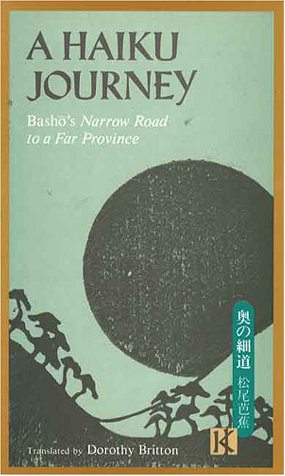 A HAIKU
JOURNEY
Bashō's Narrow Road
to a Far Province
奥の細道
松尾芭蕉
K
Translated by Dorothy Britton